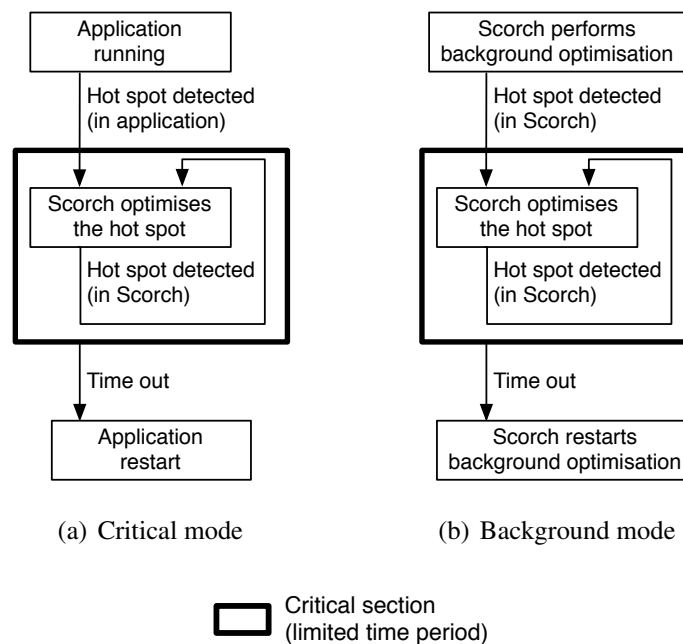 Application
running
Hot spot detected
(in application)
Scorch optimises
the hot spot
Hot spot detected
(in Scorch)
Time out
Application
restart
(a) Critical mode
Scorch performs
background optimisation
Hot spot detected
(in Scorch)
Scorch optimises
the hot spot
Hot spot detected
(in Scorch)
Time out
Scorch restarts
background optimisation
(b) Background mode
Critical section
(limited time period)